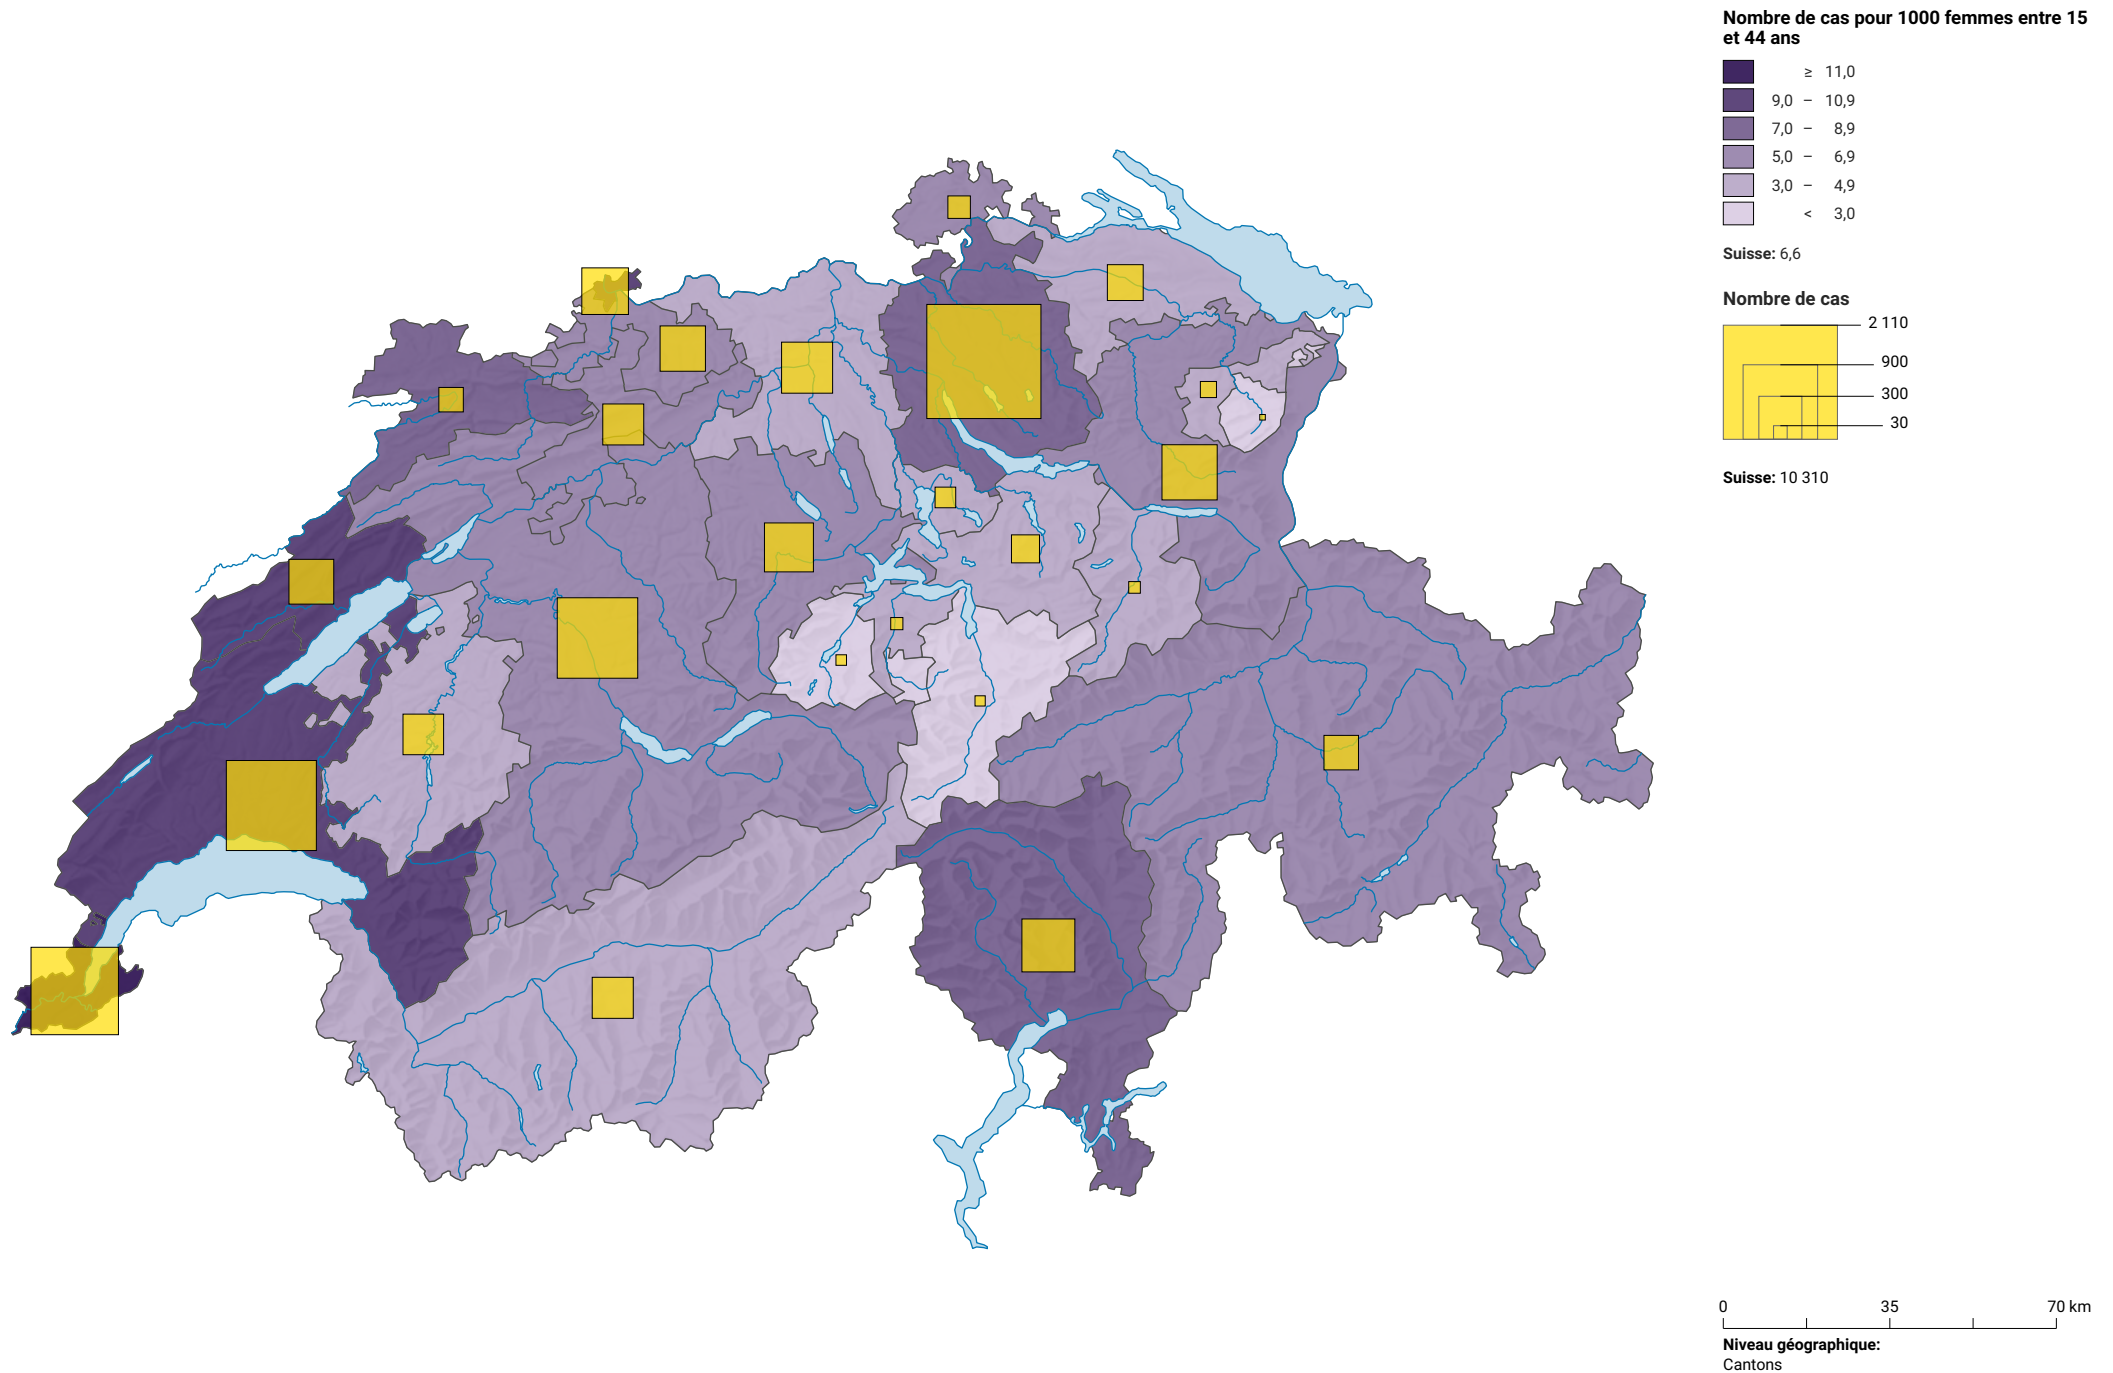 Nombre de cas pour 1000 femmes entre 15
et 44 ans
≥ 11,0
9,0 – 10,9
7,0 – 8,9
5,0 – 6,9
3,0 – 4,9
< 3,0
Suisse: 6,6
Nombre de cas
2 110
900
300
30
Suisse: 10 310
0 35 70 km
Niveau géographique:
Cantons